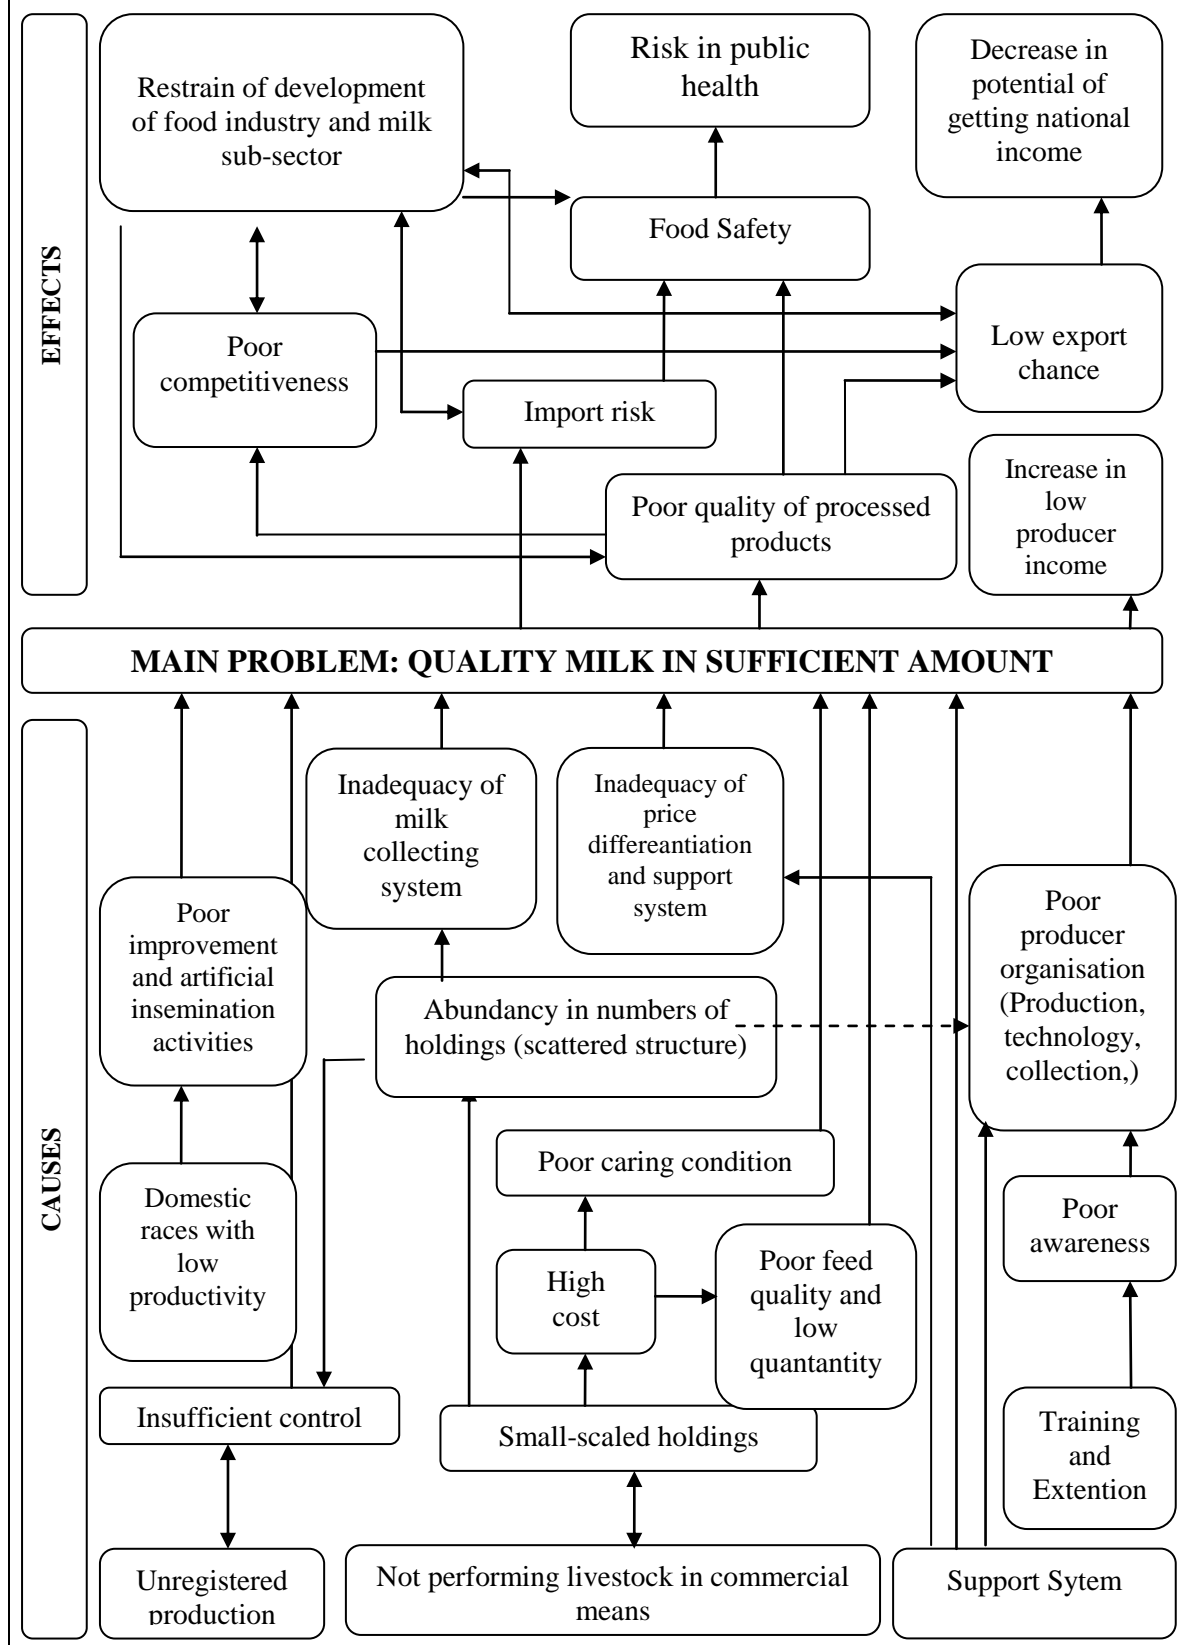 EFFECTS
Restrain of development
of food industry and milk
sub-sector
Risk in public
health
Decrease in
potential of
getting national
income
Food Safety
Poor
competitiveness
Low export
chance
Import risk
Increase in
low
producer
income
Poor quality of processed
products
MAIN PROBLEM: QUALITY MILK IN SUFFICIENT AMOUNT
CAUSES
Inadequacy of
milk
collecting
system
Inadequacy of
price
differeantiation
and support
system
Poor
improvement
and artificial
insemination
activities
Poor
producer
organisation
(Production,
technology,
collection,)
Abundancy in numbers of
holdings (scattered structure)
Poor caring condition
Domestic
races with
low
productivity
Poor
awareness
High
cost
Poor feed
quality and
low
quantantity
Insufficient control
Small-scaled holdings
Training
and
Extention
Unregistered
production
Not performing livestock in commercial
means
Support Sytem